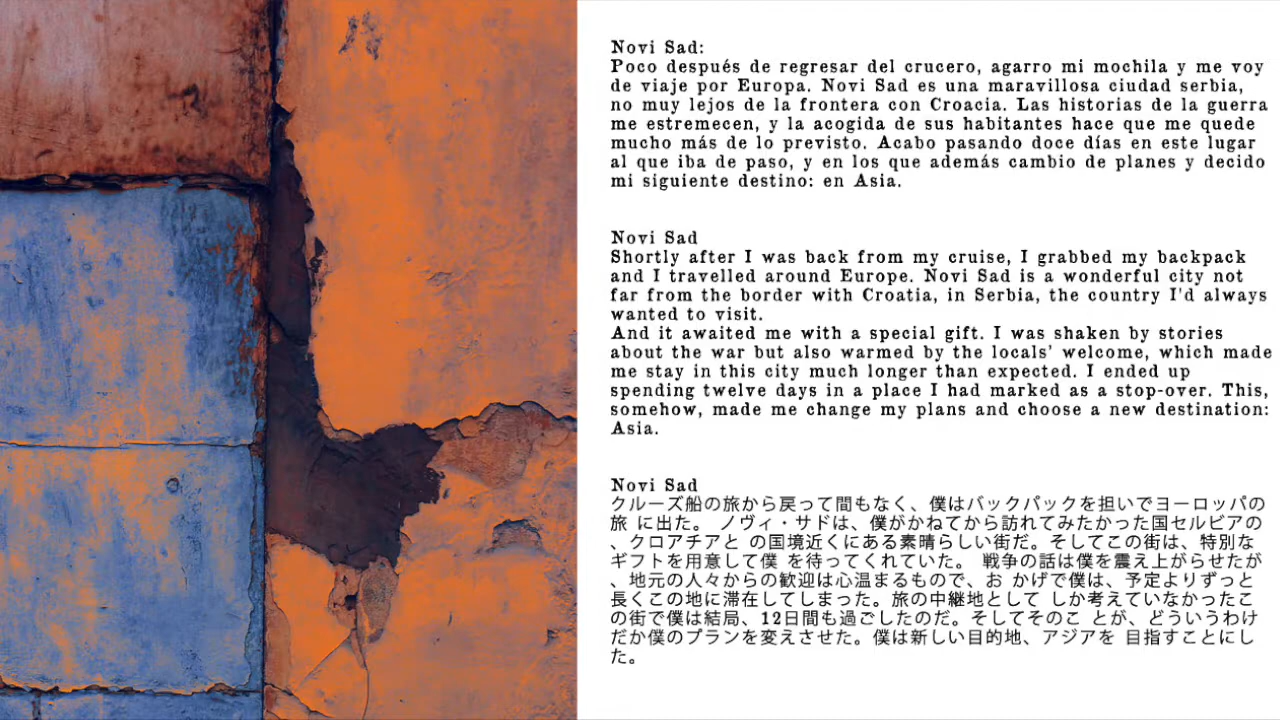 Novi Sad:
Poco después de regresar del crucero, agarro mi mochila y me voy
de viaje por Europa. Novi Sad es una maravillosa ciudad serbia,
no muy lejos de la frontera con Croacia. Las historias de la guerra
me estremecen, y la acogida de sus habitantes hace que me quede
mucho más de lo previsto. Acabo pasando doce días en este lugar
al que iba de paso, y en los que además cambio de planes y decido
mi siguiente destino: en Asia.
Novi Sad
Shortly after I was back from my cruise, I grabbed my backpack
and I travelled around Europe. Novi Sad is a wonderful city not
far from the border with Croatia, in Serbia, the country I'd always
wanted to visit.
And it awaited me with a special gift. I was shaken by stories
about the war but also warmed by the locals' welcome, which made
me stay in this city much longer than expected. I ended up
spending twelve days in a place I had marked as a stop-over. This,
somehow, made me change my plans and choose a new destination:
Asia.
Novi Sad
クルーズ船の旅から戻って間もなく、僕はバックパックを担いでヨーロッパの
旅 に出た。 ノヴィ・サドは、僕がかねてから訪れてみたかった国セルビアの
、クロアチアと の国境近くにある素晴らしい街だ。そしてこの街は、特別な
ギフトを用意して僕 を待ってくれていた。 戦争の話は僕を震え上がらせたが
、地元の人々からの歓迎は心温まるもので、お かげで僕は、予定よりずっと
長くこの地に滞在してしまった。旅の中継地として しか考えていなかったこ
の街で僕は結局、12日間も過ごしたのだ。そしてそのこ とが、どういうわけ
だか僕のプランを変えさせた。僕は新しい目的地、アジアを 目指すことにし
た。